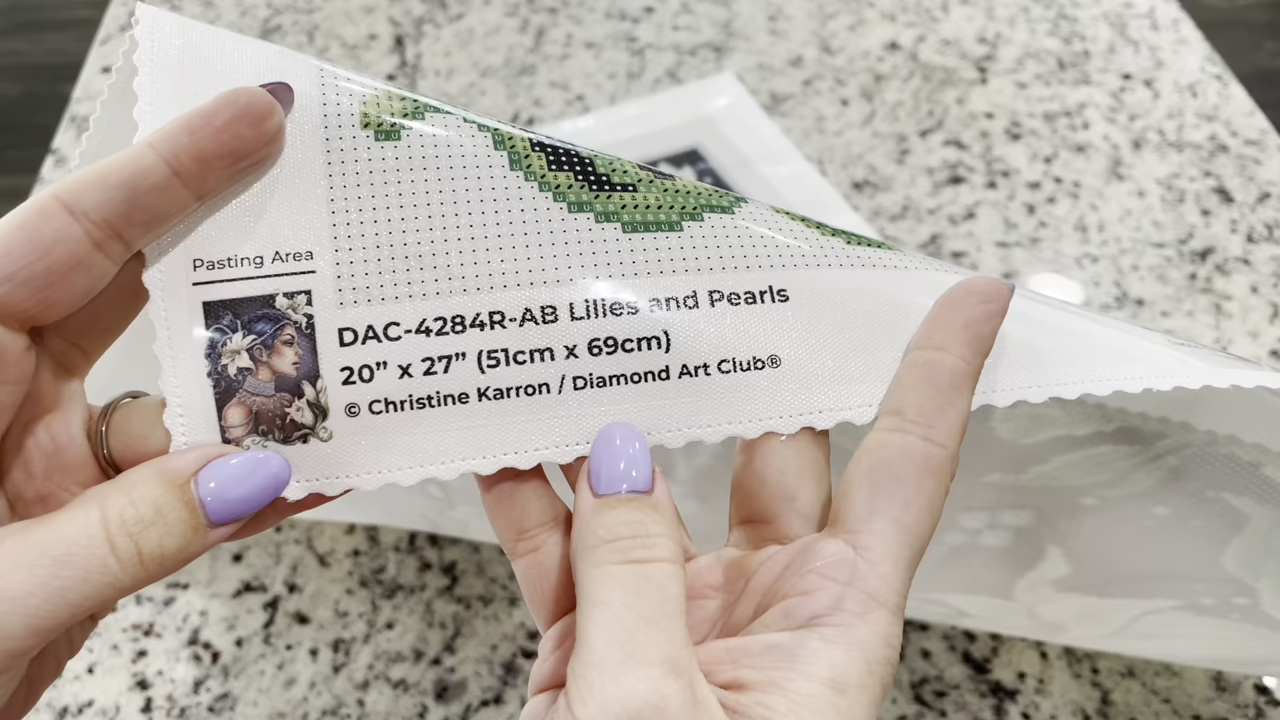 Pasting Area
DAC-4284R-AB Lilies and Pearls
20” x 27” (51cm x 69cm)
© Christine Karron / Diamond Art Club®